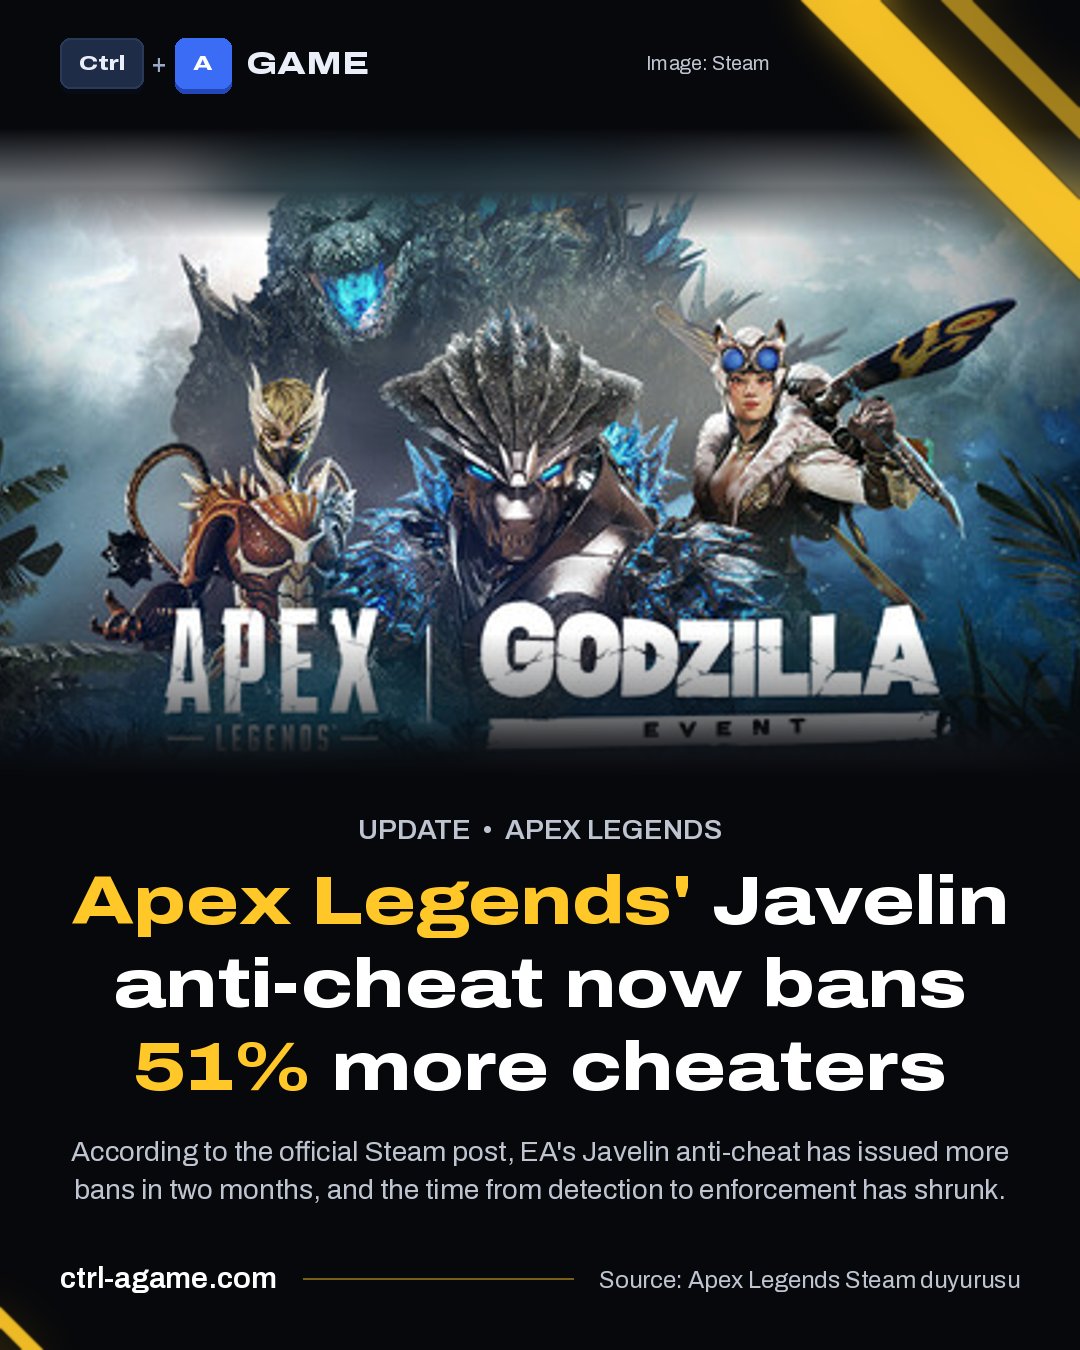 Ctrl + A GAME
Image: Steam
APEX
LEGENDS
GODZILLA
EVENT
UPDATE • APEX LEGENDS
Apex Legends' Javelin
anti-cheat now bans
51% more cheaters
According to the official Steam post, EA's Javelin anti-cheat has issued more
bans in two months, and the time from detection to enforcement has shrunk.
ctrl-agame.com
Source: Apex Legends Steam duyurusu